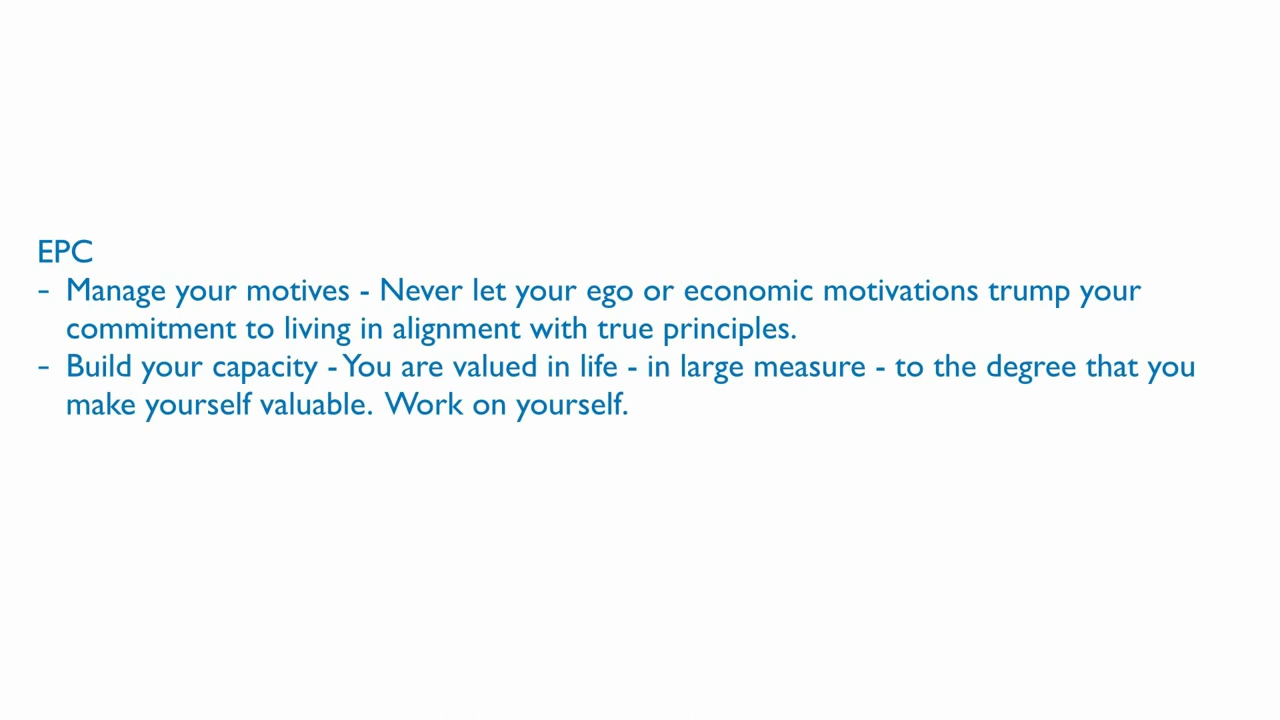 EPC
- Manage your motives - Never let your ego or economic motivations trump your
commitment to living in alignment with true principles.
- Build your capacity - You are valued in life - in large measure - to the degree that you
make yourself valuable.  Work on yourself.